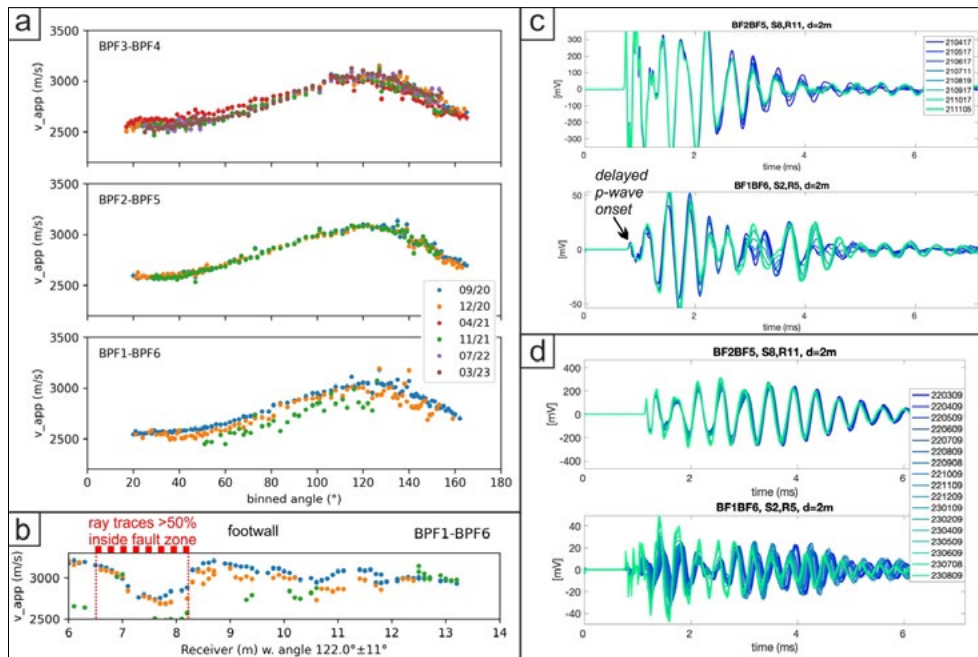 a
BPF3-BPF4
3500
3000
2500
v_app (m/s)
BPF2-BPF5
3500
3000
2500
v_app (m/s)
BPF1-BPF6
3500
3000
2500
v_app (m/s)
09/20
12/20
04/21
11/21
07/22
03/23
0 20 40 60 80 100 120 140 160 180
binned angle (°)
b
ray traces >50%
inside fault zone
footwall
BPF1-BPF6
3000
2500
v_app (m/s)
6 7 8 9 10 11 12 13 14
Receiver (m) w. angle 122.0°±11°
c
BF2BF5, S8,R11, d=2m
300
200
100
0
-100
-300
[mV]
210417
210517
210617
210711
210819
210917
211017
211105
0 2 4 6
time (ms)
BF1BF6, S2,R5, d=2m
delayed
p-wave
onset
50
0
-50
[mV]
0 2 4 6
time (ms)
d
BF2BF5, S8,R11, d=2m
400
200
0
-200
-400
[mV]
0 1 2 3 4 5 6
time (ms)
BF1BF6, S2,R5, d=2m
40
20
0
-20
-40
[mV]
0 1 2 3 4 5 6
time (ms)
220309
220409
220509
220609
220709
220809
220908
221009
221109
221209
230109
230209
230409
230509
230609
230708
230809